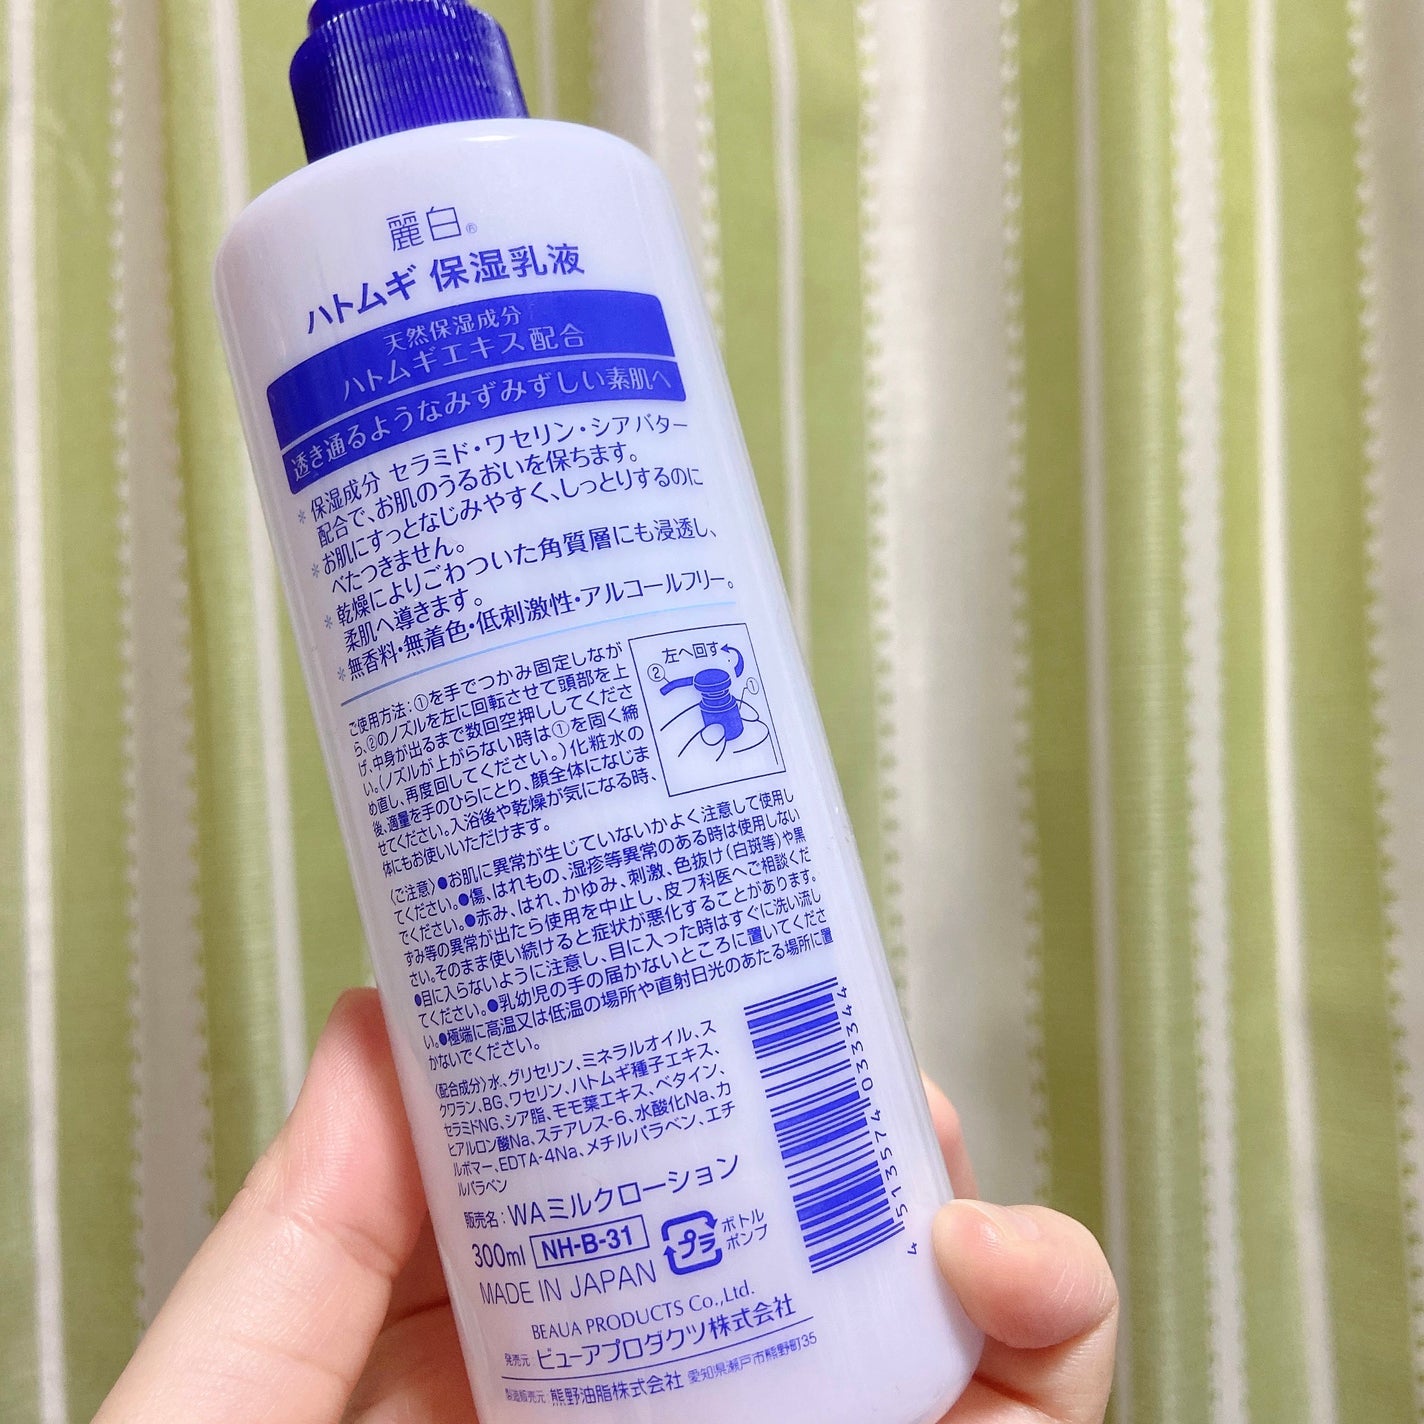 麗白®
ハトムギ 保湿乳液
天然保湿成分
ハトムギエキス配合
透き通るようなみずみずしい素肌へ
＊保湿成分 セラミド・ワセリン・シアバター
配合で、お肌のうるおいを保ちます。
＊お肌にすっとなじみやすく、しっとりするのに
べたつきません。
＊乾燥によりごわついた角質層にも浸透し、
柔肌へ導きます。
＊無香料・無着色・低刺激性・アルコールフリー。
ご使用方法：①を手でつかみ固定しなが
ら、②のノズルを左に回転させて頭部を上
げ、中身が出るまで数回空押ししてくださ
い。（ノズルが上がらない時は①を固く締
め直し、再度回してください。）化粧水の
後、適量を手のひらにとり、顔全体になじま
せてください。入浴後や乾燥が気になる時、
体にもお使いいただけます。
左へ回す
②
①
〈ご注意〉●お肌に異常が生じていないかよく注意して使用し
てください。●傷、はれもの、湿疹等異常のある時は使用しない
でください。●赤み、はれ、かゆみ、刺激、色抜け（白斑等）や黒
ずみ等の異常が出たら使用を中止し、皮フ科医へご相談くだ
さい。そのまま使い続けると症状が悪化することがあります。
●目に入らないように注意し、目に入った時はすぐに洗い流し
てください。●乳幼児の手の届かないところに置いてくださ
い。●極端に高温又は低温の場所や直射日光のあたる場所に置
かないでください。
〈配合成分〉水、グリセリン、ミネラルオイル、ス
クワラン、BG、ワセリン、ハトムギ種子エキス、
セラミドNG、シア脂、モモ葉エキス、ベタイン、
ヒアルロン酸Na、ステアレス-6、水酸化Na、カ
ルボマー、EDTA-4Na、メチルパラベン、エチ
ルパラベン
販売名：WAミルクローション
300ml NH-B-31
プラ
ボトル
ポンプ
MADE IN JAPAN
BEAUA PRODUCTS Co.,Ltd.
発売元 ビューアプロダクツ株式会社
製造販売元 熊野油脂株式会社 愛知県瀬戸市熊野町35
4 513574 033344